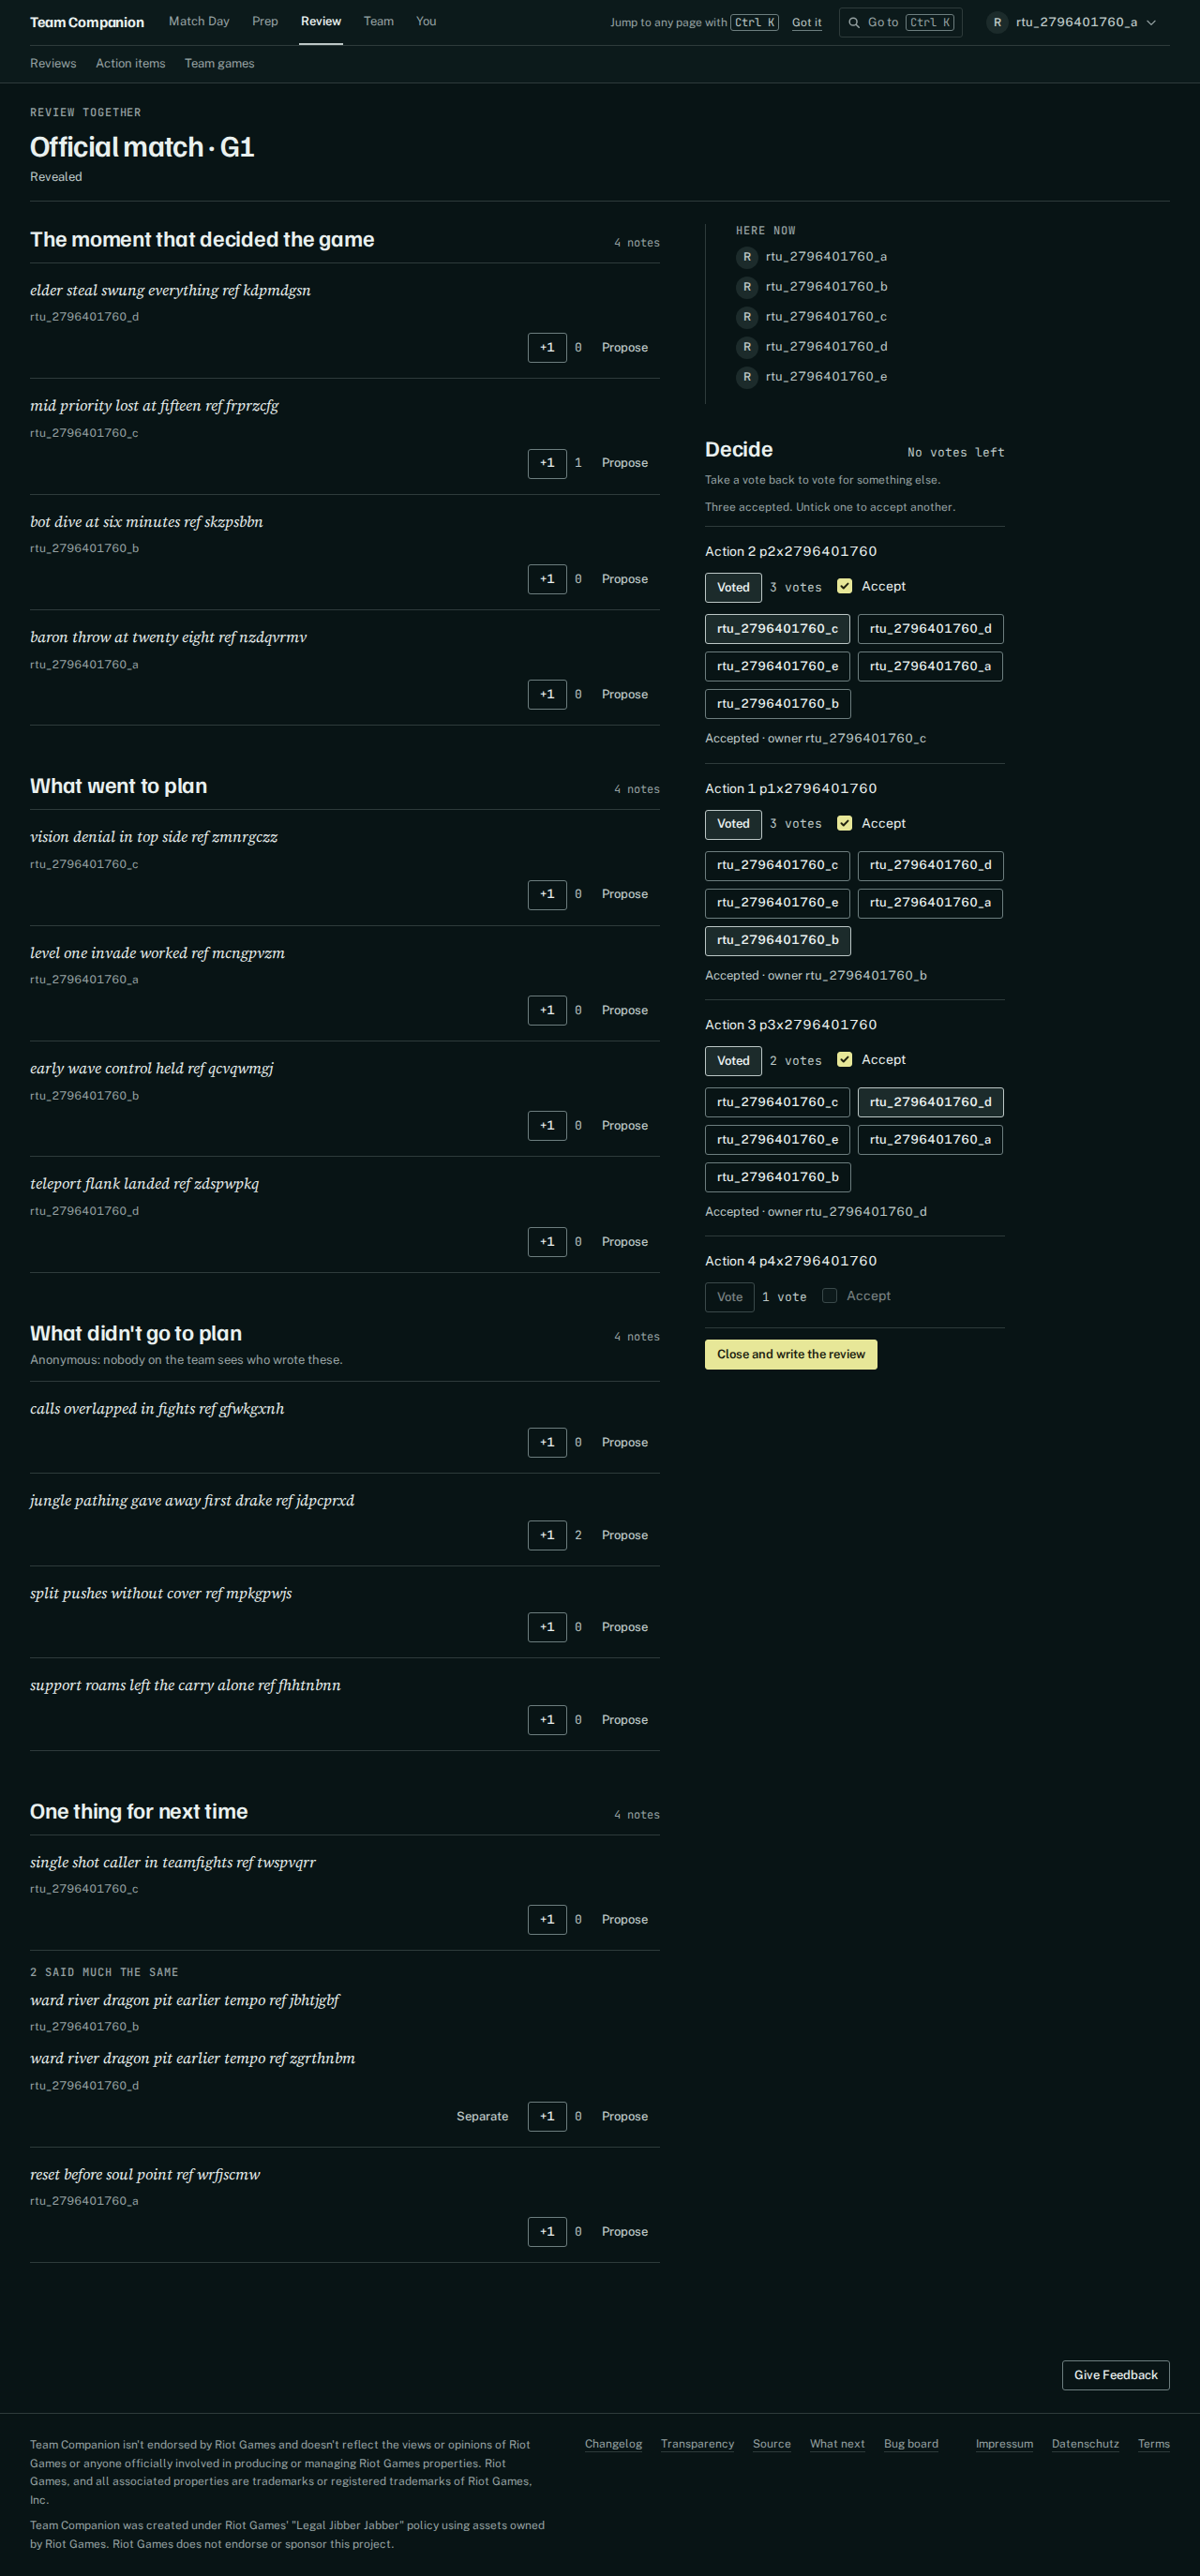 Team Companion Match Day Prep Review Team You Jump to any page with Ctrl K Got it Go to Ctrl K R rtu_2796401760_a
Reviews Action items Team games
REVIEW TOGETHER
Official match · G1
Revealed
The moment that decided the game 4 notes
elder steal swung everything ref kdpmdgsn
rtu_2796401760_d
+1 0 Propose
mid priority lost at fifteen ref frprzcfg
rtu_2796401760_c
+1 1 Propose
bot dive at six minutes ref skzpsbbn
rtu_2796401760_b
+1 0 Propose
baron throw at twenty eight ref nzdqvrmv
rtu_2796401760_a
+1 0 Propose
What went to plan 4 notes
vision denial in top side ref zmnrgczz
rtu_2796401760_c
+1 0 Propose
level one invade worked ref mcngpvzm
rtu_2796401760_a
+1 0 Propose
early wave control held ref qcvqwmgj
rtu_2796401760_b
+1 0 Propose
teleport flank landed ref zdspwpkq
rtu_2796401760_d
+1 0 Propose
What didn't go to plan 4 notes
Anonymous: nobody on the team sees who wrote these.
calls overlapped in fights ref gfwkgxnh
+1 0 Propose
jungle pathing gave away first drake ref jdpcprxd
+1 2 Propose
split pushes without cover ref mpkgpwjs
+1 0 Propose
support roams left the carry alone ref fhhtnbnn
+1 0 Propose
One thing for next time 4 notes
single shot caller in teamfights ref twspvqrr
rtu_2796401760_c
+1 0 Propose
2 SAID MUCH THE SAME
ward river dragon pit earlier tempo ref jbhtjgbf
rtu_2796401760_b
ward river dragon pit earlier tempo ref zgrthnbm
rtu_2796401760_d
Separate +1 0 Propose
reset before soul point ref wrfjscmw
rtu_2796401760_a
+1 0 Propose
HERE NOW
R rtu_2796401760_a
R rtu_2796401760_b
R rtu_2796401760_c
R rtu_2796401760_d
R rtu_2796401760_e
Decide No votes left
Take a vote back to vote for something else.
Three accepted. Untick one to accept another.
Action 2 p2x2796401760
Voted 3 votes Accept
rtu_2796401760_c rtu_2796401760_d
rtu_2796401760_e rtu_2796401760_a
rtu_2796401760_b
Accepted · owner rtu_2796401760_c
Action 1 p1x2796401760
Voted 3 votes Accept
rtu_2796401760_c rtu_2796401760_d
rtu_2796401760_e rtu_2796401760_a
rtu_2796401760_b
Accepted · owner rtu_2796401760_b
Action 3 p3x2796401760
Voted 2 votes Accept
rtu_2796401760_c rtu_2796401760_d
rtu_2796401760_e rtu_2796401760_a
rtu_2796401760_b
Accepted · owner rtu_2796401760_d
Action 4 p4x2796401760
Vote 1 vote Accept
Close and write the review
Give Feedback
Team Companion isn't endorsed by Riot Games and doesn't reflect the views or opinions of Riot
Games or anyone officially involved in producing or managing Riot Games properties. Riot
Games, and all associated properties are trademarks or registered trademarks of Riot Games,
Inc.
Team Companion was created under Riot Games' "Legal Jibber Jabber" policy using assets owned
by Riot Games. Riot Games does not endorse or sponsor this project.
Changelog Transparency Source What next Bug board Impressum Datenschutz Terms